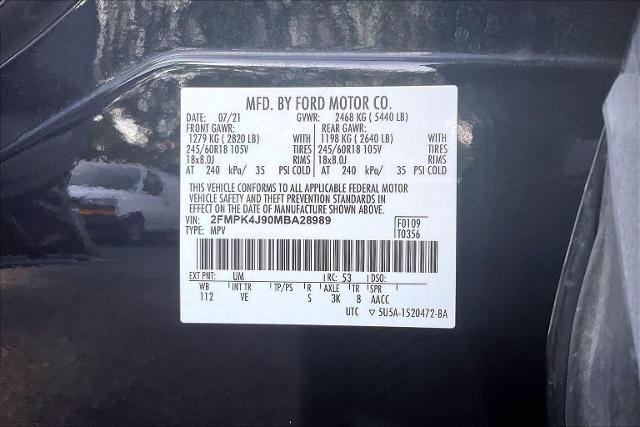 MFD. BY FORD MOTOR CO.
DATE: 07/21 GVWR: 2468 KG ( 5440 LB)
FRONT GAWR: REAR GAWR:
1279 KG ( 2820 LB) WITH 1198 KG ( 2640 LB) WITH
245/60R18 105V TIRES 245/60R18 105V TIRES
18x8.0J RIMS 18x8.0J RIMS
AT 240 kPa/ 35 PSI COLD AT 240 kPa/ 35 PSI COLD
THIS VEHICLE CONFORMS TO ALL APPLICABLE FEDERAL MOTOR
VEHICLE SAFETY AND THEFT PREVENTION STANDARDS IN
EFFECT ON THE DATE OF MANUFACTURE SHOWN ABOVE.
VIN: 2FMPK4J90MBA28989 F0109
TYPE: MPV T0356
EXT PNT: UM RC: 53 DSO:
WB INT TR TP/PS R AXLE TR SPR
112 VE S 3K 8 AACC
UTC ▽ 5U5A-1520472-BA